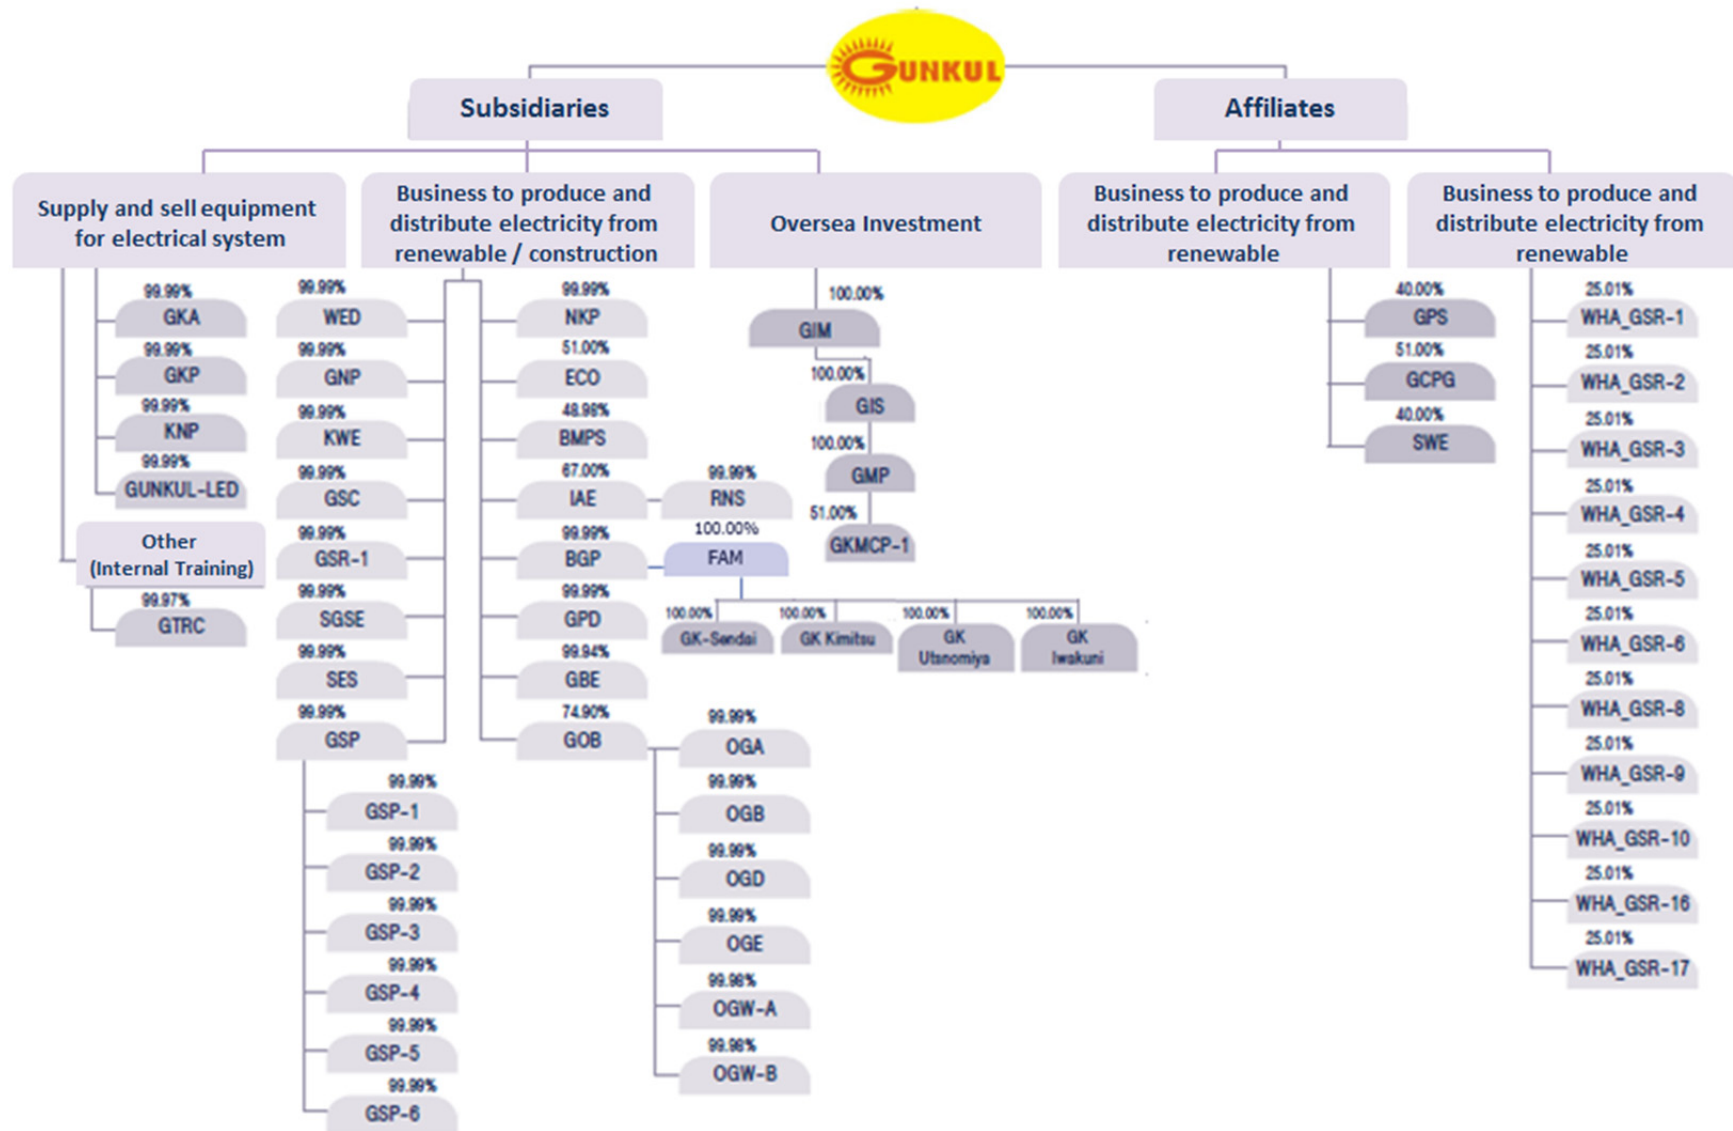 GUNKUL
Subsidiaries
Affiliates
Supply and sell equipment
for electrical system
Business to produce and
distribute electricity from
renewable / construction
Oversea Investment
Business to produce and
distribute electricity from
renewable
Business to produce and
distribute electricity from
renewable
99.99%
GKA
99.99%
GKP
99.99%
KNP
99.99%
GUNKUL-LED
Other
(Internal Training)
99.97%
GTRC
99.99%
WED
99.99%
GNP
99.99%
KWE
99.99%
GSC
99.99%
GSR-1
99.99%
SGSE
99.99%
SES
99.99%
GSP
99.99%
GSP-1
99.99%
GSP-2
99.99%
GSP-3
99.99%
GSP-4
99.99%
GSP-5
99.99%
GSP-6
99.99%
NKP
51.00%
ECO
48.98%
BMPS
67.00%
IAE
99.99%
RNS
99.99%
BGP
100.00%
FAM
100.00%
GK-Sendai
100.00%
GK Kimitsu
100.00%
GK
Utsnomiya
100.00%
GK
Iwakuni
99.99%
GPD
99.94%
GBE
74.90%
GOB
99.99%
OGA
99.99%
OGB
99.99%
OGD
99.99%
OGE
99.98%
OGW-A
99.98%
OGW-B
100.00%
GIM
100.00%
GIS
100.00%
GMP
51.00%
GKMCP-1
40.00%
GPS
51.00%
GCPG
40.00%
SWE
25.01%
WHA_GSR-1
25.01%
WHA_GSR-2
25.01%
WHA_GSR-3
25.01%
WHA_GSR-4
25.01%
WHA_GSR-5
25.01%
WHA_GSR-6
25.01%
WHA_GSR-8
25.01%
WHA_GSR-9
25.01%
WHA_GSR-10
25.01%
WHA_GSR-16
25.01%
WHA_GSR-17